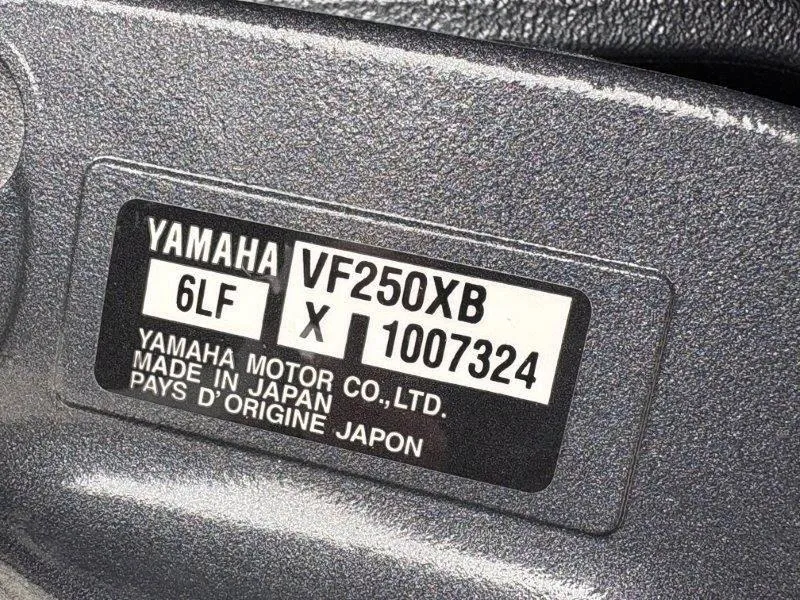 YAMAHA VF250XB
6LF X 1007324
YAMAHA MOTOR CO.,LTD.
MADE IN JAPAN
PAYS D'ORIGINE JAPON